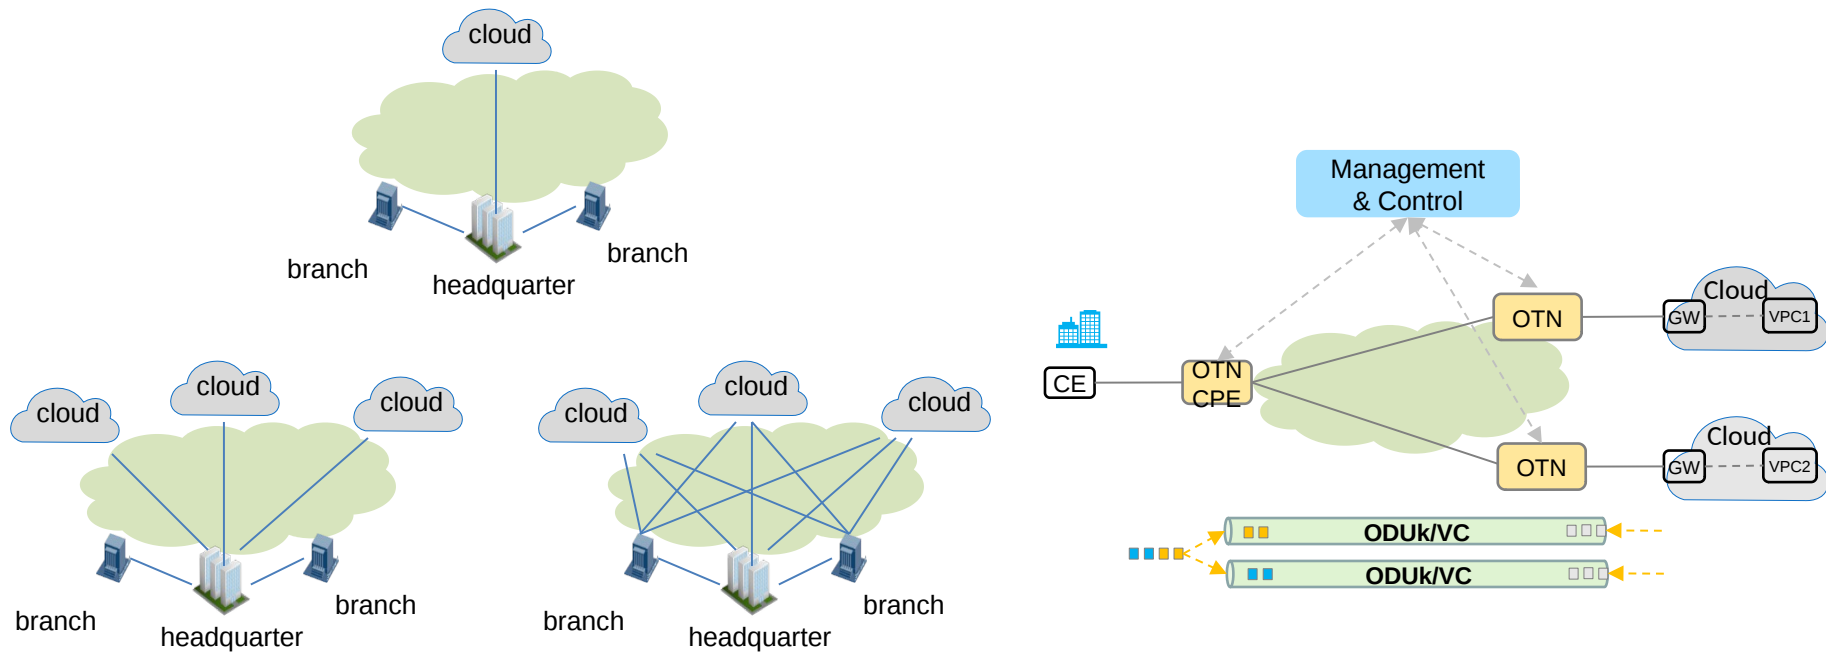 cloud
branch
branch
headquarter
cloud
cloud
cloud
branch
branch
headquarter
cloud
cloud
cloud
branch
branch
headquarter
Management
& Control
CE
OTN
CPE
OTN
Cloud
GW
VPC1
OTN
Cloud
GW
VPC2
ODUk/VC
ODUk/VC